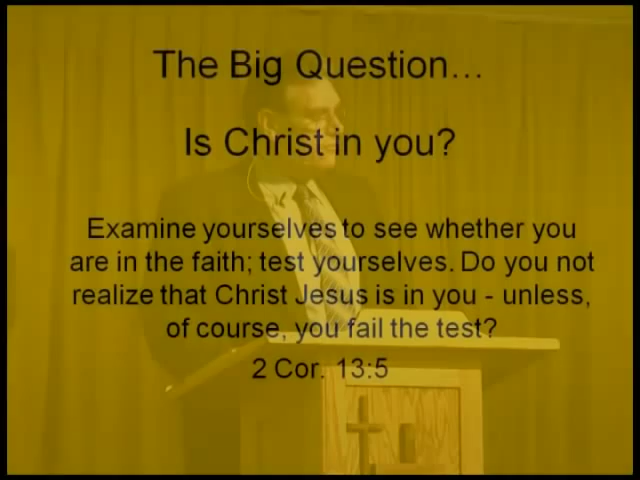 The Big Question...
Is Christ in you?
Examine yourselves to see whether you
are in the faith; test yourselves. Do you not
realize that Christ Jesus is in you - unless,
of course, you fail the test?
2 Cor. 13:5